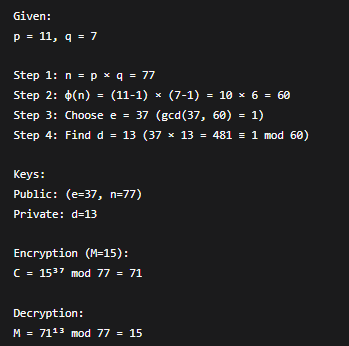 Given:
p = 11, q = 7
Step 1: n = p × q = 77
Step 2: ϕ(n) = (11-1) × (7-1) = 10 × 6 = 60
Step 3: Choose e = 37 (gcd(37, 60) = 1)
Step 4: Find d = 13 (37 × 13 = 481 ≡ 1 mod 60)
Keys:
Public: (e=37, n=77)
Private: d=13
Encryption (M=15):
C = 15³⁷ mod 77 = 71
Decryption:
M = 71¹³ mod 77 = 15